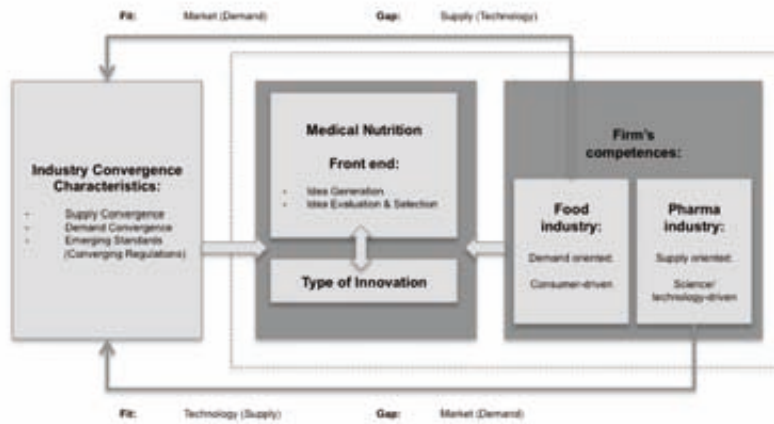 Fit: Market (Demand) Gap: Supply (Technology)
Industry Convergence
Characteristics:
- Supply Convergence
- Demand Convergence
- Emerging Standards
(Converging Regulations)
Medical Nutrition
Front end:
- Idea Generation
- Idea Evaluation & Selection
Type of Innovation
Firm's
competences:
Food
industry:
Demand oriented:
Consumer-driven
Pharma
industry:
Supply oriented:
Science/
technology-driven
Fit: Technology (Supply) Gap: Market (Demand)